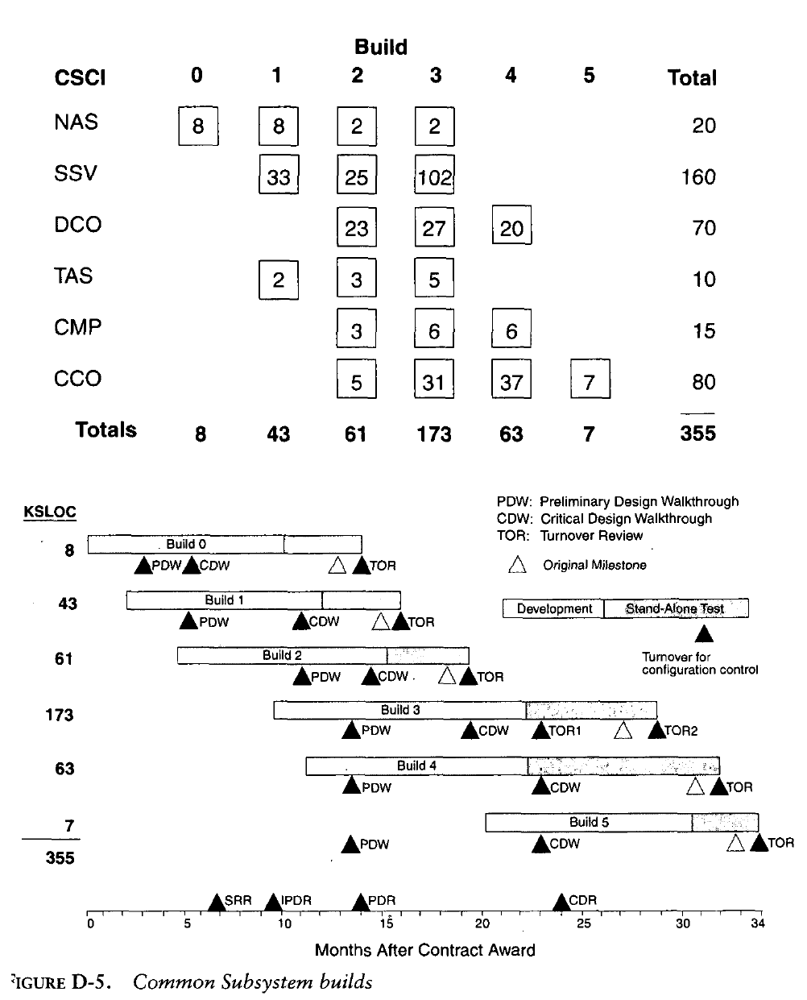 Build
CSCI 0 1 2 3 4 5 Total
NAS 8 8 2 2 20
SSV 33 25 102 160
DCO 23 27 20 70
TAS 2 3 5 10
CMP 3 6 6 15
CCO 5 31 37 7 80
Totals 8 43 61 173 63 7 355
KSLOC
PDW: Preliminary Design Walkthrough
CDW: Critical Design Walkthrough
TOR: Turnover Review
Original Milestone
8 Build 0
PDW CDW TOR
43 Build 1
PDW CDW TOR
Development Stand-Alone Test
Turnover for
configuration control
61 Build 2
PDW CDW TOR
173 Build 3
PDW CDW TOR1 TOR2
63 Build 4
PDW CDW TOR
7 Build 5
PDW CDW TOR
355
SRR IPDR PDR CDR
0 5 10 15 20 25 30 34
Months After Contract Award
FIGURE D-5. Common Subsystem builds